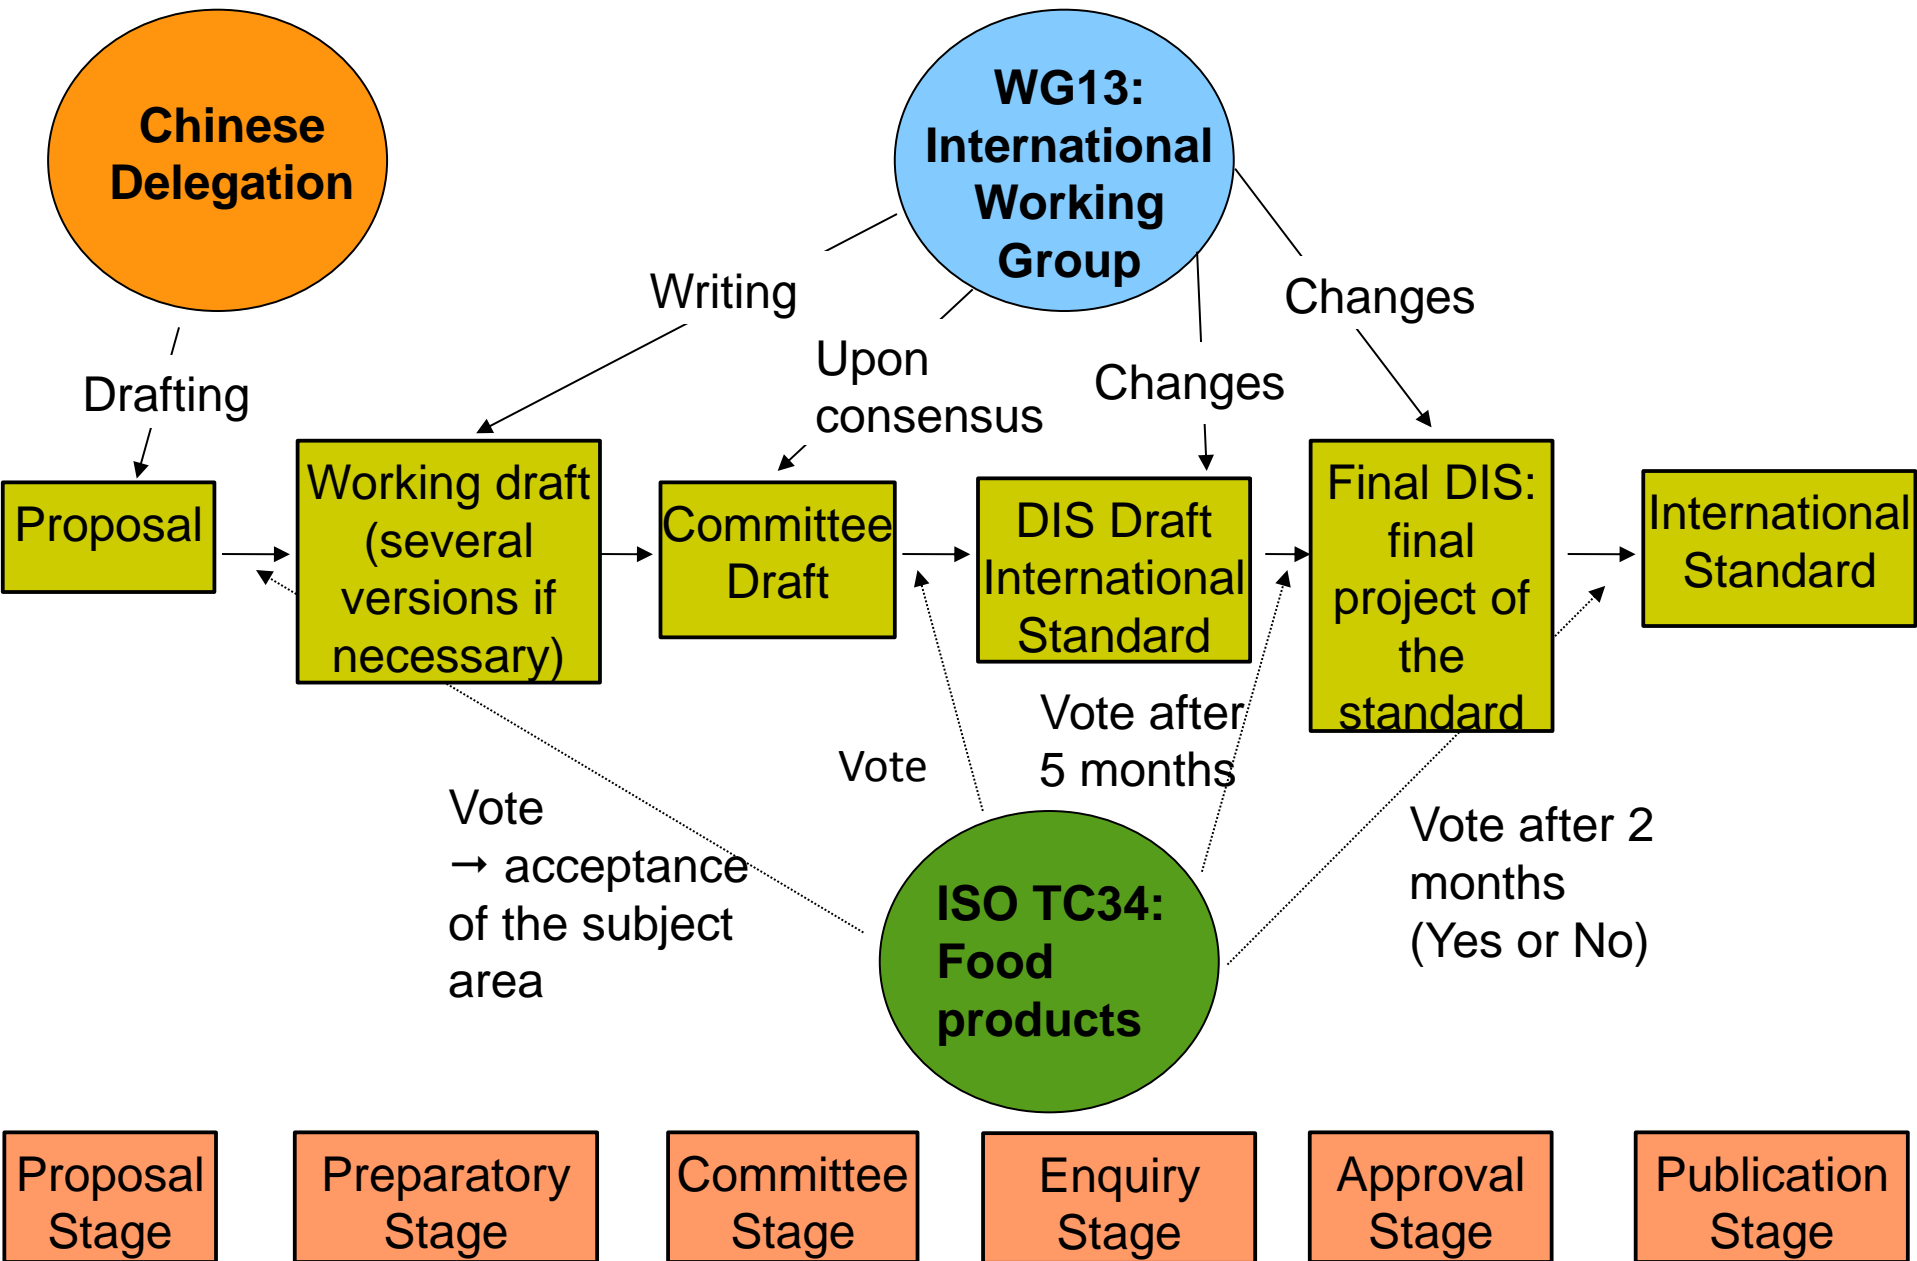 Chinese
Delegation
WG13:
International
Working
Group
Writing
Changes
Drafting
Upon
consensus
Changes
Proposal
Working draft
(several
versions if
necessary)
Committee
Draft
DIS Draft
International
Standard
Final DIS:
final
project of
the
standard
International
Standard
Vote
→ acceptance
of the subject
area
Vote
Vote after
5 months
Vote after 2
months
(Yes or No)
ISO TC34:
Food
products
Proposal
Stage
Preparatory
Stage
Committee
Stage
Enquiry
Stage
Approval
Stage
Publication
Stage